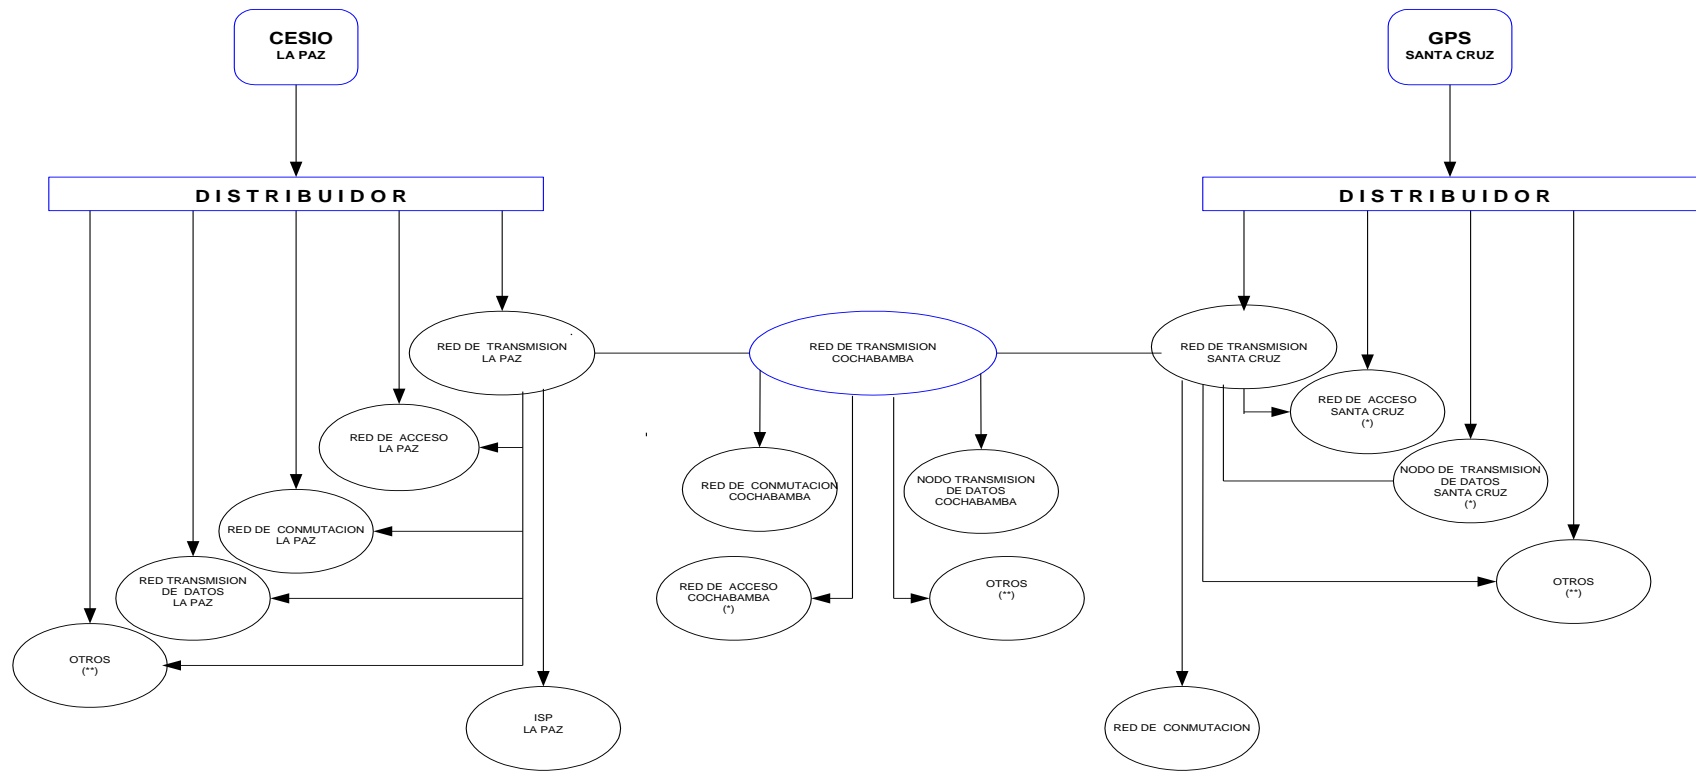 CESIO
LA PAZ
GPS
SANTA CRUZ
D I S T R I B U I D O R
D I S T R I B U I D O R
RED DE TRANSMISION
LA PAZ
RED DE TRANSMISION
COCHABAMBA
RED DE TRANSMISION
SANTA CRUZ
RED DE ACCESO
LA PAZ
RED DE ACCESO
SANTA CRUZ
(*)
RED DE CONMUTACION
COCHABAMBA
NODO TRANSMISION
DE DATOS
COCHABAMBA
NODO DE TRANSMISION
DE DATOS
SANTA CRUZ
(*)
RED DE CONMUTACION
LA PAZ
RED TRANSMISION
DE DATOS
LA PAZ
RED DE ACCESO
COCHABAMBA
(*)
OTROS
(**)
OTROS
(**)
OTROS
(**)
ISP
LA PAZ
RED DE CONMUTACION